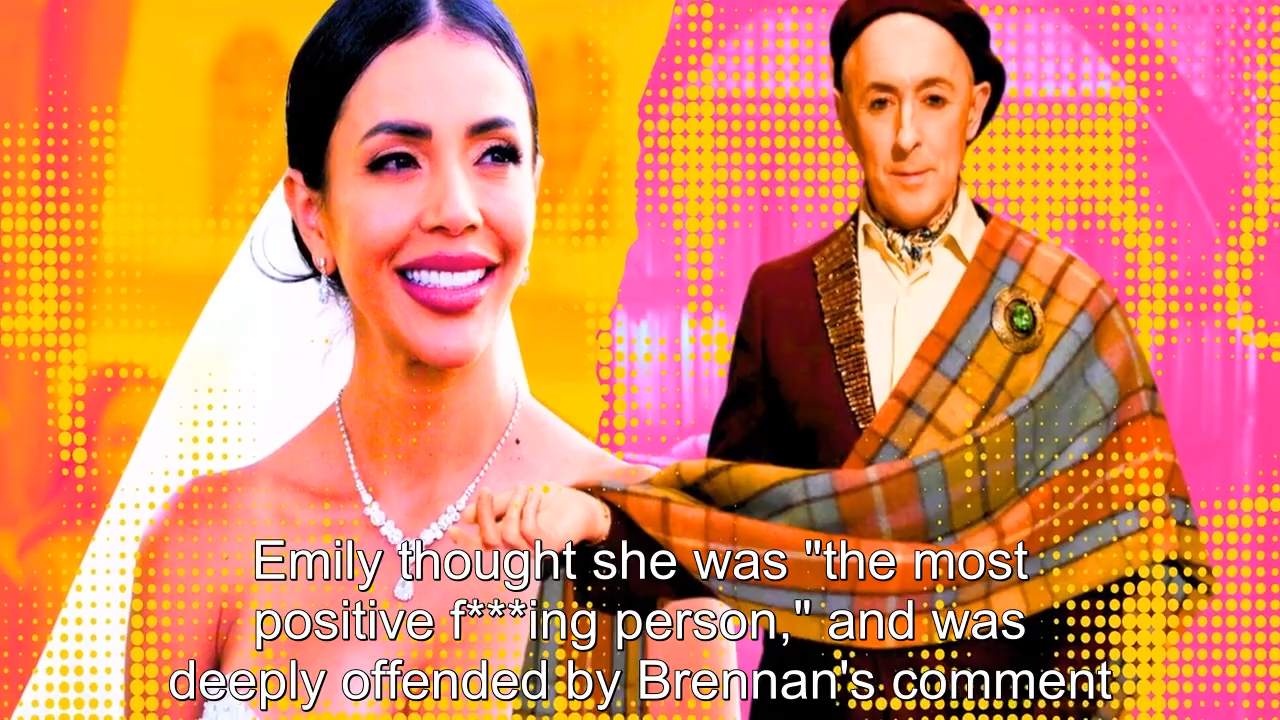 Emily thought she was "the most
positive f***ing person," and was
deeply offended by Brennan's comment